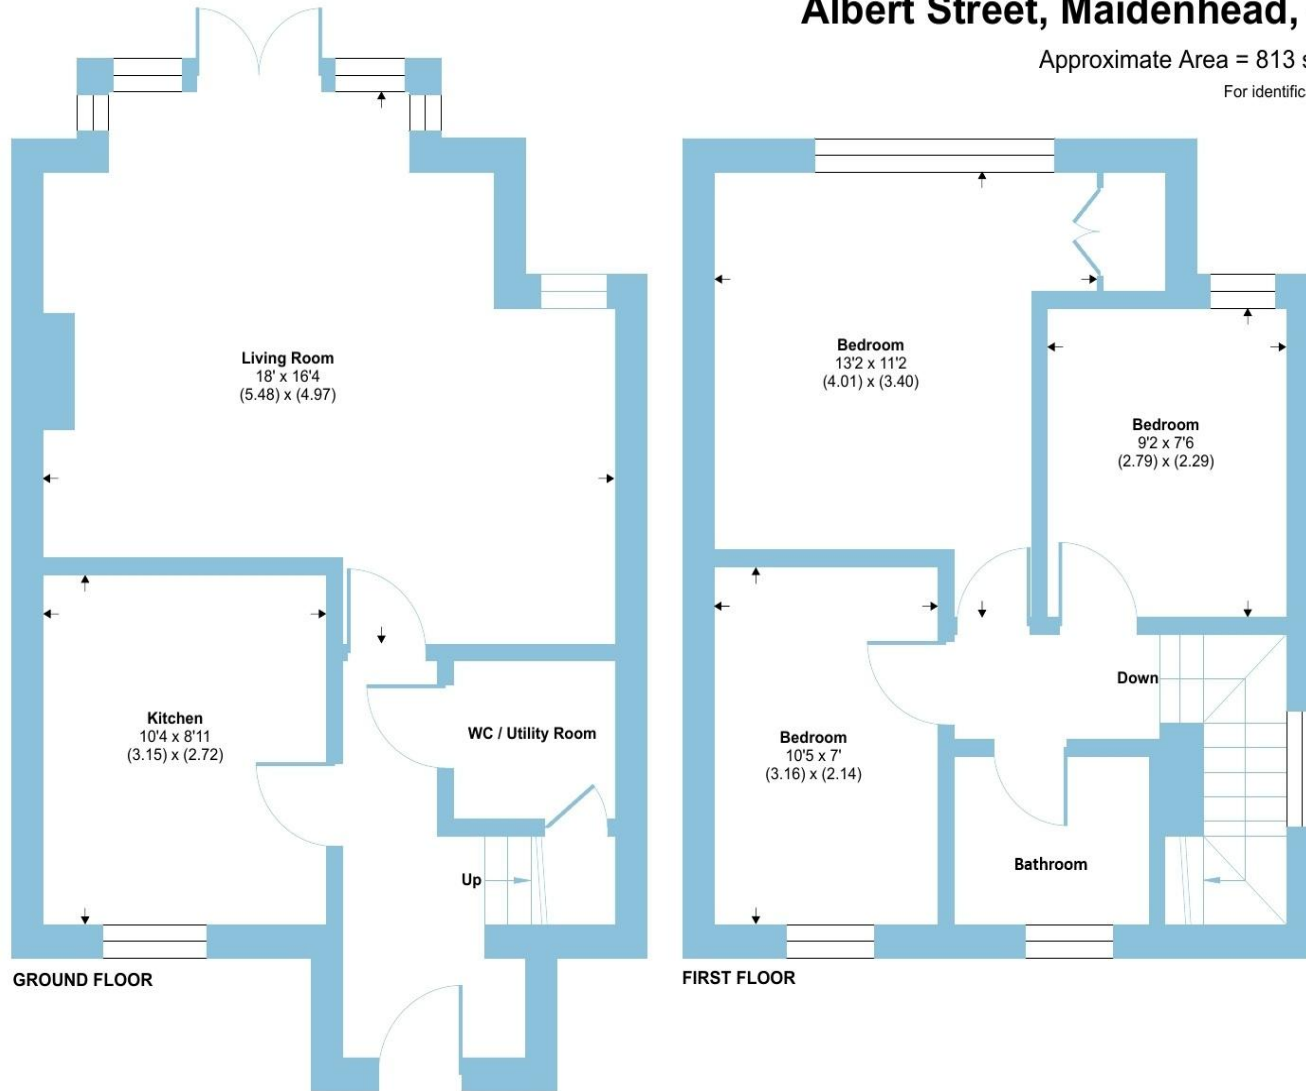 Albert Street, Maidenhead,
Approximate Area = 813
For
Living Room
18' x 16'4
(5.48) x (4.97)
Kitchen
10'4 x 8'11
(3.15) x (2.72)
WC / Utility Room
Up
GROUND FLOOR
Bedroom
13'2 x 11'2
(4.01) x (3.40)
Bedroom
9'2 x 7'6
(2.79) x (2.29)
Down
Bedroom
10'5 x 7'
(3.16) x (2.14)
Bathroom
FIRST FLOOR